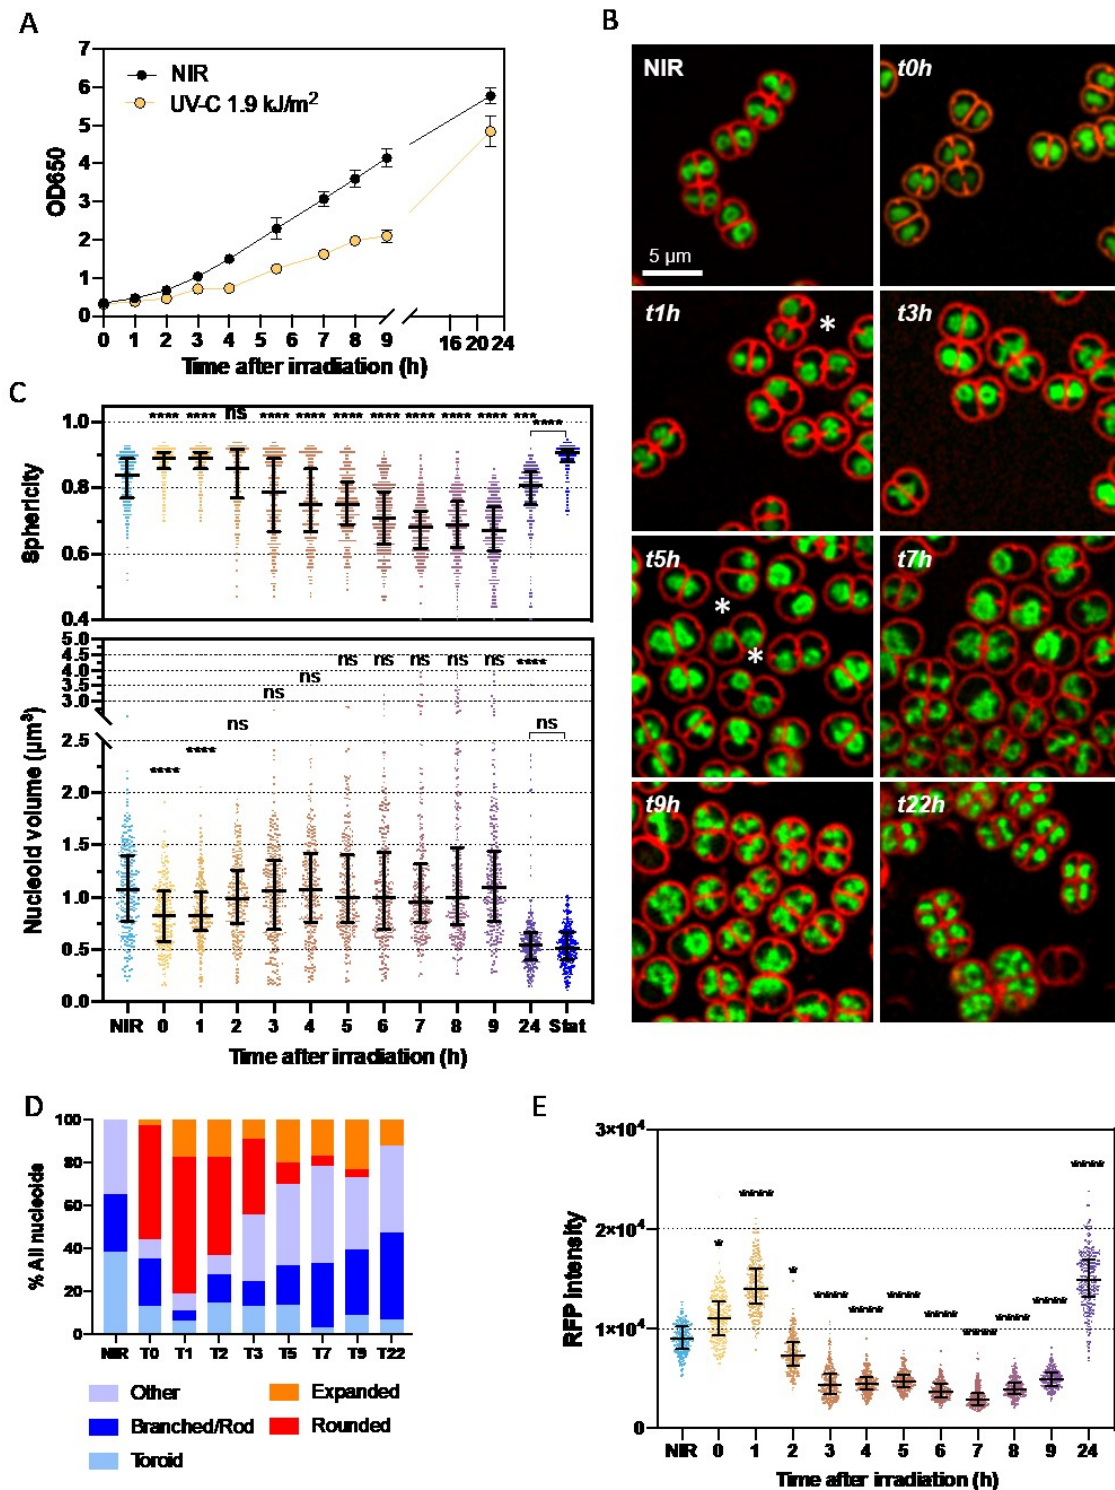 A
7
6
5
4
3
2
1
0
OD650
NIR
UV-C 1.9 kJ/m²
0 1 2 3 4 5 6 7 8 9 16 20 24
Time after irradiation (h)
B
NIR
5 µm
t0h
t1h
*
t3h
t5h
*
*
t7h
t9h
t22h
C
**** **** ns **** **** **** **** **** **** **** ***
****
1.0
0.8
0.6
0.4
Sphericity
5.0
4.5
4.0
3.5
3.0
2.5
2.0
1.5
1.0
0.5
0.0
Nucleoid volume (µm³)
**** **** ns ns ns ns ns ns ns ns ****
ns
NIR 0 1 2 3 4 5 6 7 8 9 24 Stat
Time after irradiation (h)
D
100
80
60
40
20
0
% All nucleoids
NIR T0 T1 T2 T3 T5 T7 T9 T22
Other
Expanded
Branched/Rod
Rounded
Toroid
E
3×10⁴
2×10⁴
1×10⁴
0
RFP intensity
* **** * **** **** **** **** **** **** **** ****
NIR 0 1 2 3 4 5 6 7 8 9 24
Time after irradiation (h)